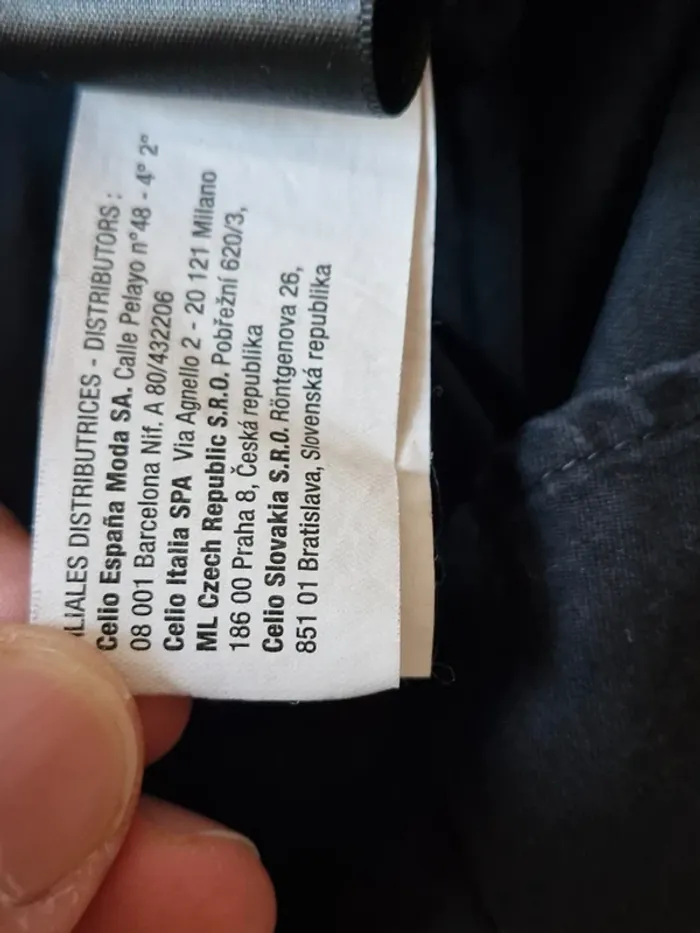 ILIALES DISTRIBUTRICES - DISTRIBUTORS :
Celio España Moda SA. Calle Pelayo n°48 - 4° 2°
08 001 Barcelona Nif. A 80/432206
Celio Italia SPA Via Agnello 2 - 20 121 Milano
ML Czech Republic S.R.O. Pobřežní 620/3,
186 00 Praha 8, Česká republika
Celio Slovakia S.R.O. Röntgenova 26,
851 01 Bratislava, Slovenská republika